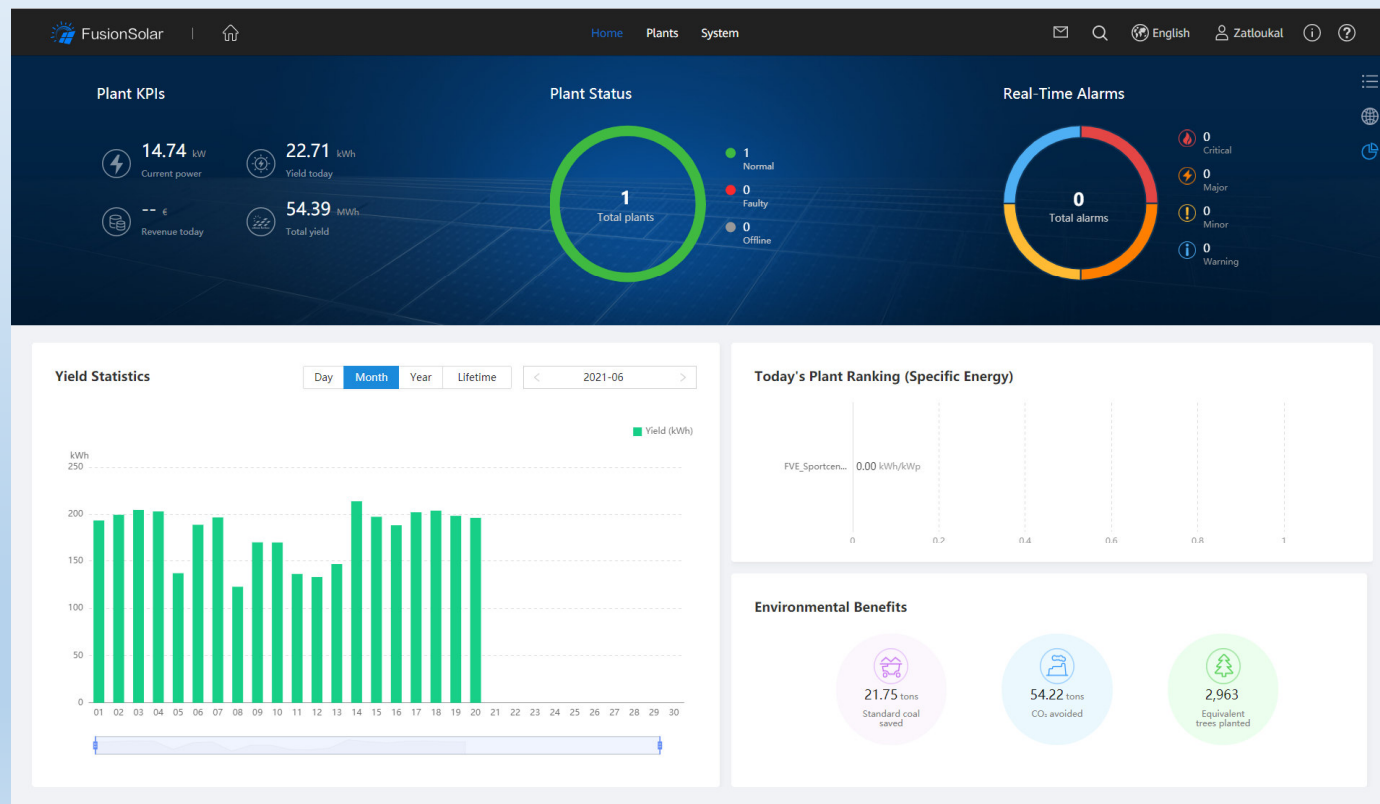 FusionSolar
Home Plants System
English Zatloukal
Plant KPIs
14.74 kW
Current power
22.71 kWh
Yield today
-- €
Revenue today
54.39 MWh
Total yield
Plant Status
1
Total plants
1
Normal
0
Faulty
0
Offline
Real-Time Alarms
0
Total alarms
0
Critical
0
Major
0
Minor
0
Warning
Yield Statistics
Day Month Year Lifetime < 2021-06 >
Yield (kWh)
kWh
250
200
150
100
50
0
01 02 03 04 05 06 07 08 09 10 11 12 13 14 15 16 17 18 19 20 21 22 23 24 25 26 27 28 29 30
Today's Plant Ranking (Specific Energy)
FVE_Sportcen... 0.00 kWh/kWp
0 0.2 0.4 0.6 0.8 1
Environmental Benefits
21.75 tons
Standard coal
saved
54.22 tons
CO₂ avoided
2,963
Equivalent
trees planted